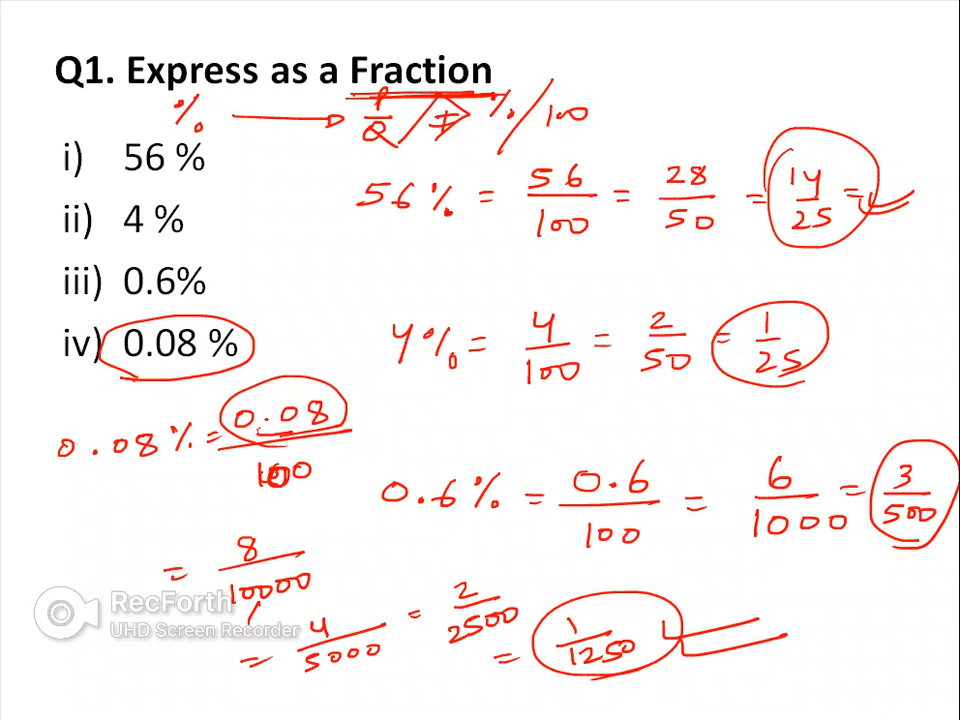 Q1. Express as a Fraction
% → P/Q / F → %/100
i) 56 %
56% = 56/100 = 28/50 = 14/25 =
ii) 4 %
iii) 0.6%
iv) 0.08 %
4% = 4/100 = 2/50 = 1/25
0.08% = 0.08/100
0.6% = 0.6/100 = 6/1000 = 3/500
= 8/10000
= 4/5000 = 2/2500
= 1/1250
RecForth
UHD Screen Recorder